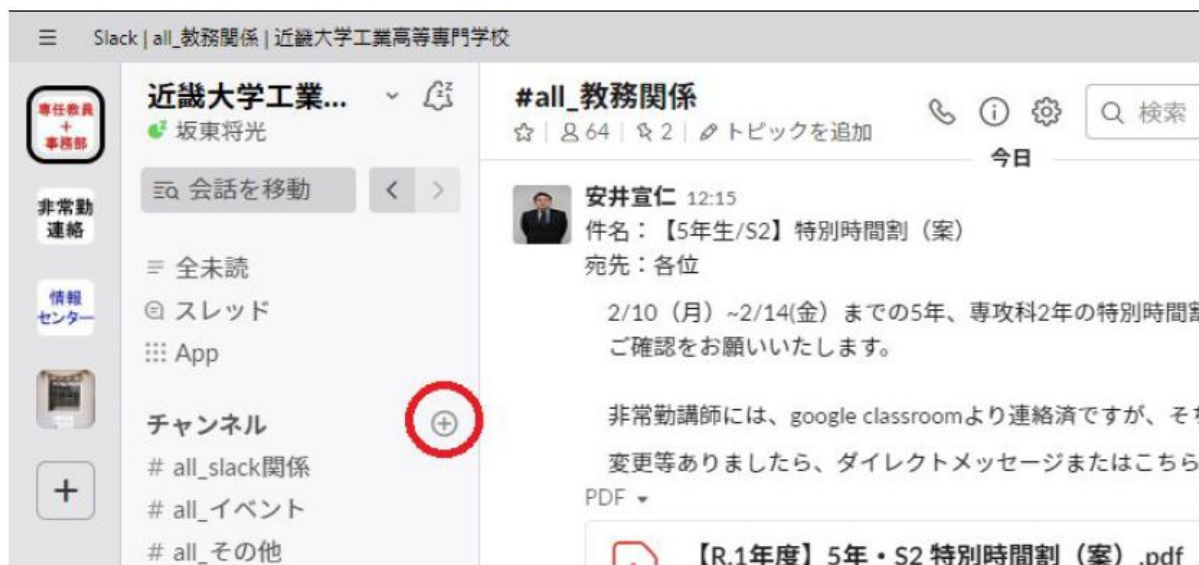 Slack | all_教務関係 | 近畿大学工業高等専門学校
専任教員
+
事務部
非常勤
連絡
情報
センター
近畿大学工業...
坂東将光
会話を移動
全未読
スレッド
App
チャンネル
# all_slack関係
# all_イベント
# all_その他
#all_教務関係
64 | 2 | トピックを追加
検索
今日
安井宣仁 12:15
件名：【5年生/S2】特別時間割（案）
宛先：各位
2/10（月）~2/14(金）までの5年、専攻科2年の特別時間割
ご確認をお願いいたします。
非常勤講師には、google classroomより連絡済ですが、そ
変更等ありましたら、ダイレクトメッセージまたはこちら
PDF
【R.1年度】5年・S2 特別時間割（案）.pdf